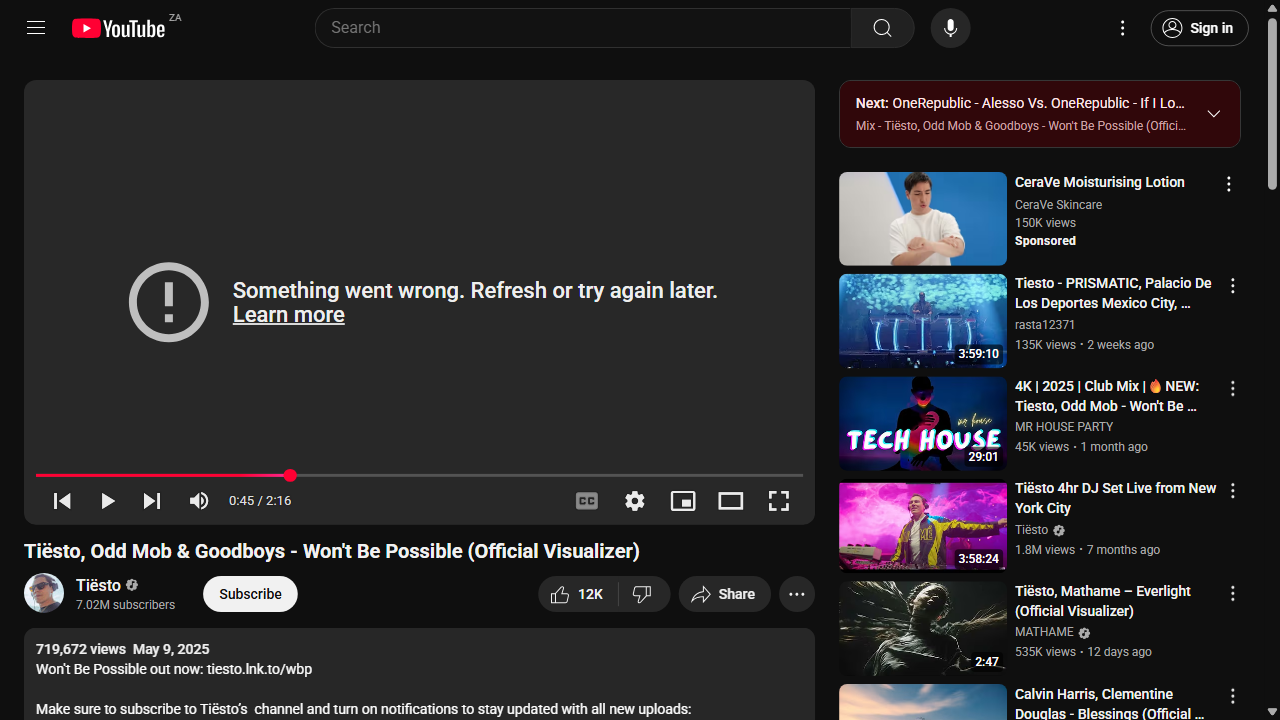 YouTube ZA
Search
Sign in
Something went wrong. Refresh or try again later.
Learn more
0:45 / 2:16
CC
Tiësto, Odd Mob & Goodboys - Won't Be Possible (Official Visualizer)
Tiësto
7.02M subscribers
Subscribe
12K
Share
719,672 views May 9, 2025
Won't Be Possible out now: tiesto.lnk.to/wbp
Make sure to subscribe to Tiësto's channel and turn on notifications to stay updated with all new uploads:
Next: OneRepublic - Alesso Vs. OneRepublic - If I Lo...
Mix - Tiësto, Odd Mob & Goodboys - Won't Be Possible (Offici...
CeraVe Moisturising Lotion
CeraVe Skincare
150K views
Sponsored
3:59:10
Tiesto - PRISMATIC, Palacio De
Los Deportes Mexico City, ...
rasta12371
135K views • 2 weeks ago
mr house
TECH HOUSE
29:01
4K | 2025 | Club Mix | 🔥 NEW:
Tiesto, Odd Mob - Won't Be ...
MR HOUSE PARTY
45K views • 1 month ago
3:58:24
Tiësto 4hr DJ Set Live from New
York City
Tiësto
1.8M views • 7 months ago
2:47
Tiësto, Mathame – Everlight
(Official Visualizer)
MATHAME
535K views • 12 days ago
Calvin Harris, Clementine
Douglas - Blessings (Official ...